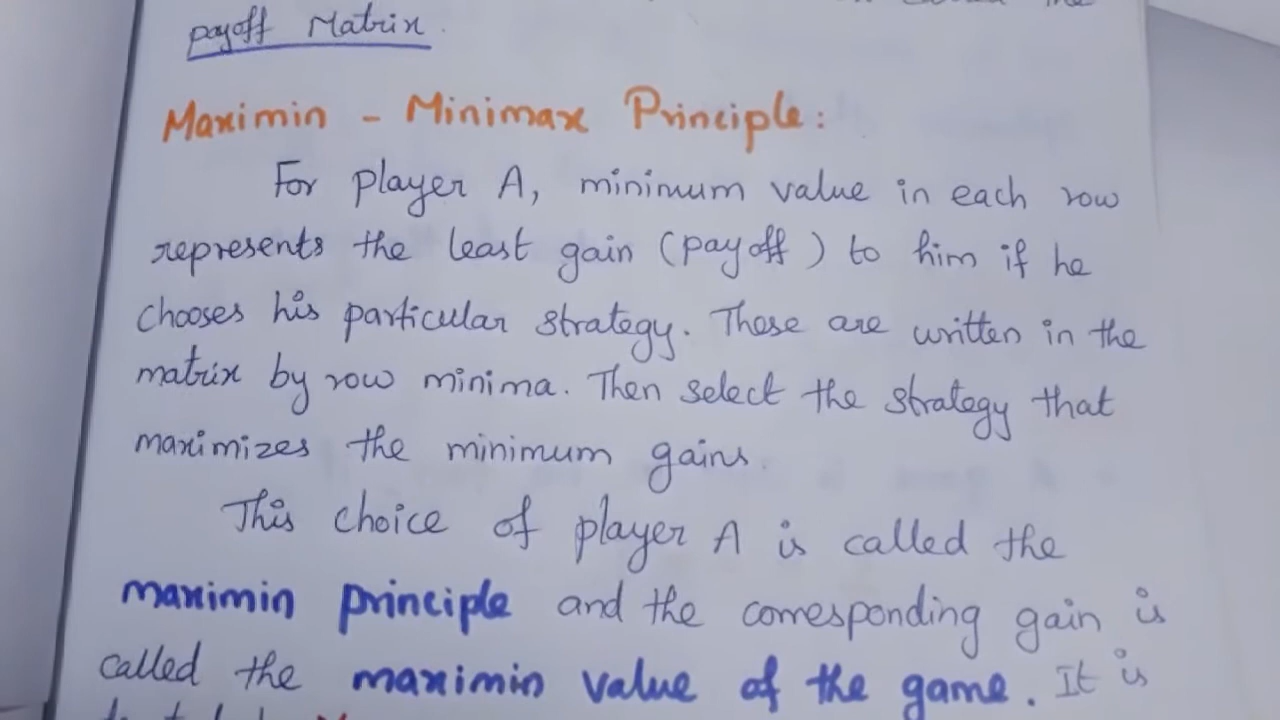 the
payoff Matrix.
Maximin - Minimax Principle:
For player A, minimum value in each row
represents the least gain (payoff) to him if he
chooses his particular strategy. These are written in the
matrix by row minima. Then select the strategy that
maximizes the minimum gains.
This choice of player A is called the
maximin principle and the corresponding gain is
called the maximin value of the game. It is